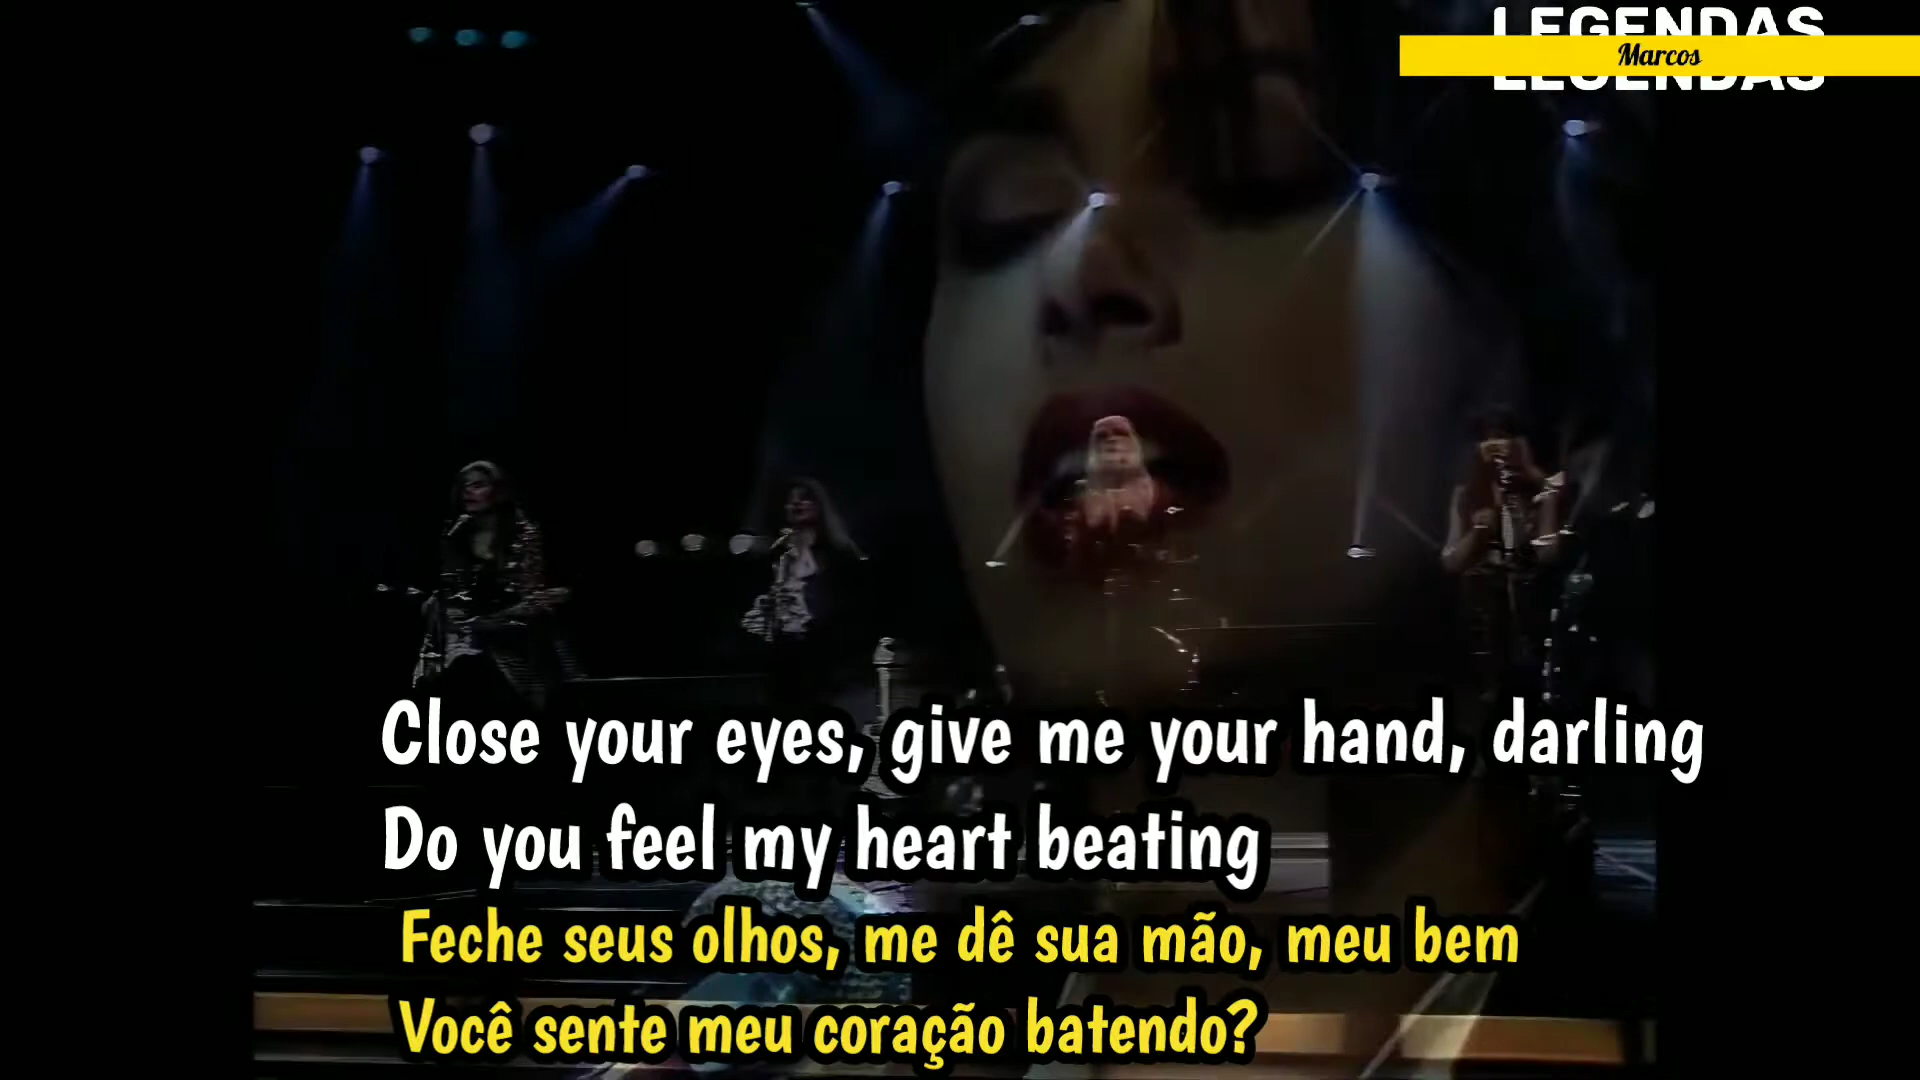 LEGENDAS
Marcos
LEGENDAS
Close your eyes, give me your hand, darling
Do you feel my heart beating
Feche seus olhos, me dê sua mão, meu bem
Você sente meu coração batendo?